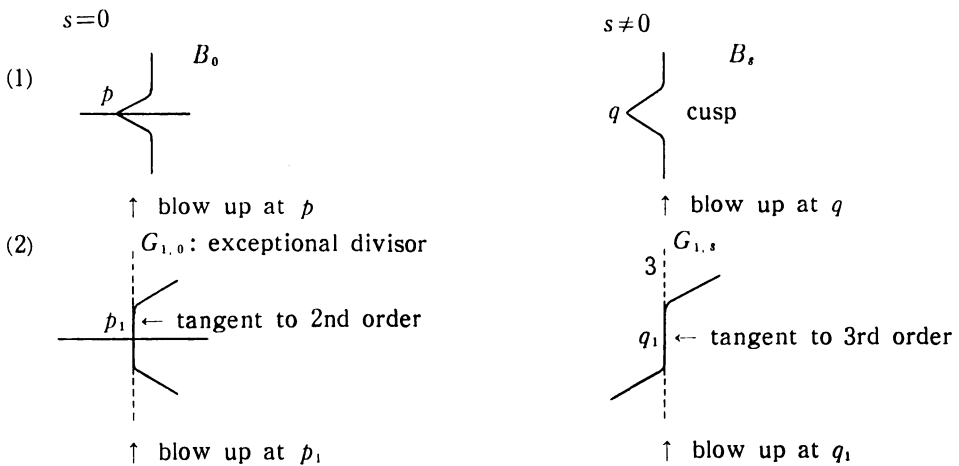 s=0 s≠0
(1) p B₀ q B_s cusp
↑ blow up at p ↑ blow up at q
(2) G₁,₀: exceptional divisor G₁,s
3
p₁ ← tangent to 2nd order q₁ ← tangent to 3rd order
↑ blow up at p₁ ↑ blow up at q₁